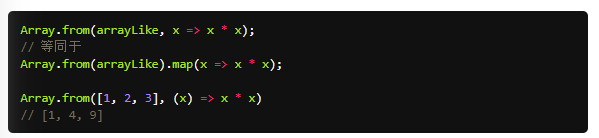 Array.from(arrayLike, x => x * x);
// 等同于
Array.from(arrayLike).map(x => x * x);
Array.from([1, 2, 3], (x) => x * x)
// [1, 4, 9]